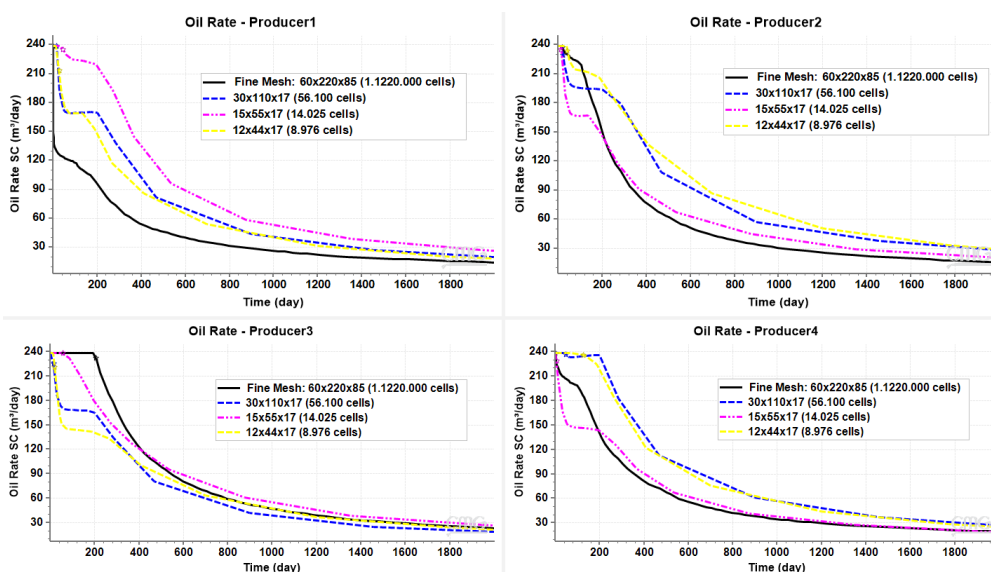 Oil Rate - Producer1
Oil Rate SC (m³/day)
240
210
180
150
120
90
60
30
Fine Mesh: 60x220x85 (1.1220.000 cells)
30x110x17 (56.100 cells)
15x55x17 (14.025 cells)
12x44x17 (8.976 cells)
200 400 600 800 1000 1200 1400 1600 1800
Time (day)
Oil Rate - Producer2
Oil Rate SC (m³/day)
240
210
180
150
120
90
60
30
Fine Mesh: 60x220x85 (1.1220.000 cells)
30x110x17 (56.100 cells)
15x55x17 (14.025 cells)
12x44x17 (8.976 cells)
200 400 600 800 1000 1200 1400 1600 1800
Time (day)
Oil Rate - Producer3
Oil Rate SC (m³/day)
240
210
180
150
120
90
60
30
Fine Mesh: 60x220x85 (1.1220.000 cells)
30x110x17 (56.100 cells)
15x55x17 (14.025 cells)
12x44x17 (8.976 cells)
200 400 600 800 1000 1200 1400 1600 1800
Time (day)
Oil Rate - Producer4
Oil Rate SC (m³/day)
240
210
180
150
120
90
60
30
Fine Mesh: 60x220x85 (1.1220.000 cells)
30x110x17 (56.100 cells)
15x55x17 (14.025 cells)
12x44x17 (8.976 cells)
200 400 600 800 1000 1200 1400 1600 1800
Time (day)